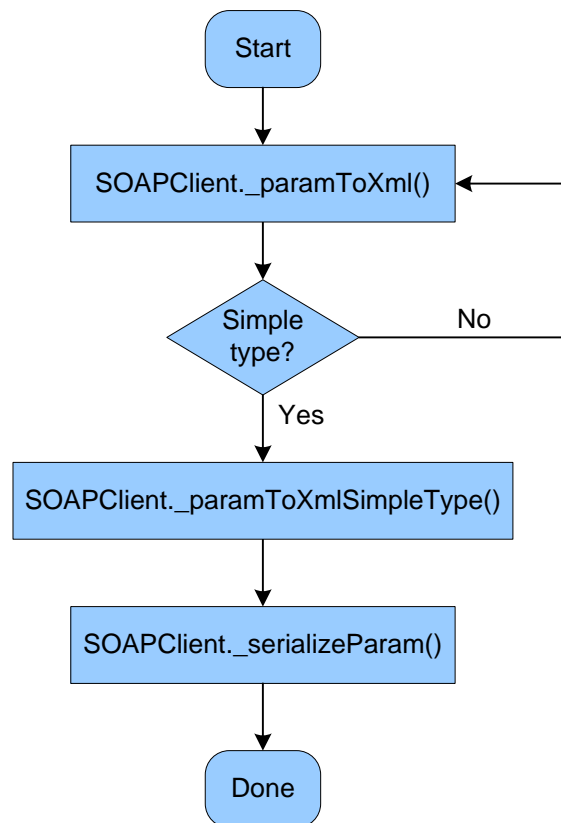 Start
SOAPClient._paramToXml()
Simple
type?
No
Yes
SOAPClient._paramToXmlSimpleType()
SOAPClient._serializeParam()
Done